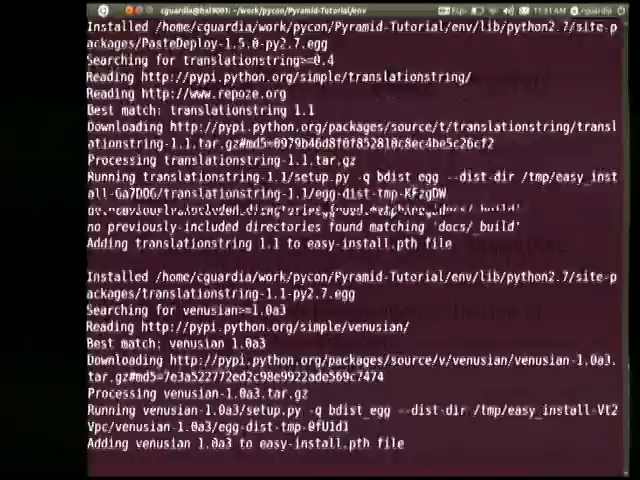 cguardia@hal9001: ~/work/pycon/Pyramid-Tutorial/env
11:31 AM cguardia
Installed /home/cguardia/work/pycon/Pyramid-Tutorial/env/lib/python2.7/site-p
ackages/PasteDeploy-1.5.0-py2.7.egg
Searching for translationstring>=0.4
Reading http://pypi.python.org/simple/translationstring/
Reading http://www.repoze.org
Best match: translationstring 1.1
Downloading http://pypi.python.org/packages/source/t/translationstring/transl
ationstring-1.1.tar.gz#md5=0979b46d8f0f852810c8ec4be5c26cf2
Processing translationstring-1.1.tar.gz
Running translationstring-1.1/setup.py -q bdist_egg --dist-dir /tmp/easy_inst
all-Ga7DOG/translationstring-1.1/egg-dist-tmp-KFzgDW
no previously-included directories found matching 'docs/_build'
Adding translationstring 1.1 to easy-install.pth file
Installed /home/cguardia/work/pycon/Pyramid-Tutorial/env/lib/python2.7/site-p
ackages/translationstring-1.1-py2.7.egg
Searching for venusian>=1.0a3
Reading http://pypi.python.org/simple/venusian/
Best match: venusian 1.0a3
Downloading http://pypi.python.org/packages/source/v/venusian/venusian-1.0a3.
tar.gz#md5=7e3a522772ed2c98e9922ade569c7474
Processing venusian-1.0a3.tar.gz
Running venusian-1.0a3/setup.py -q bdist_egg --dist-dir /tmp/easy_install-Vt2
Vpc/venusian-1.0a3/egg-dist-tmp-0fU1d1
Adding venusian 1.0a3 to easy-install.pth file